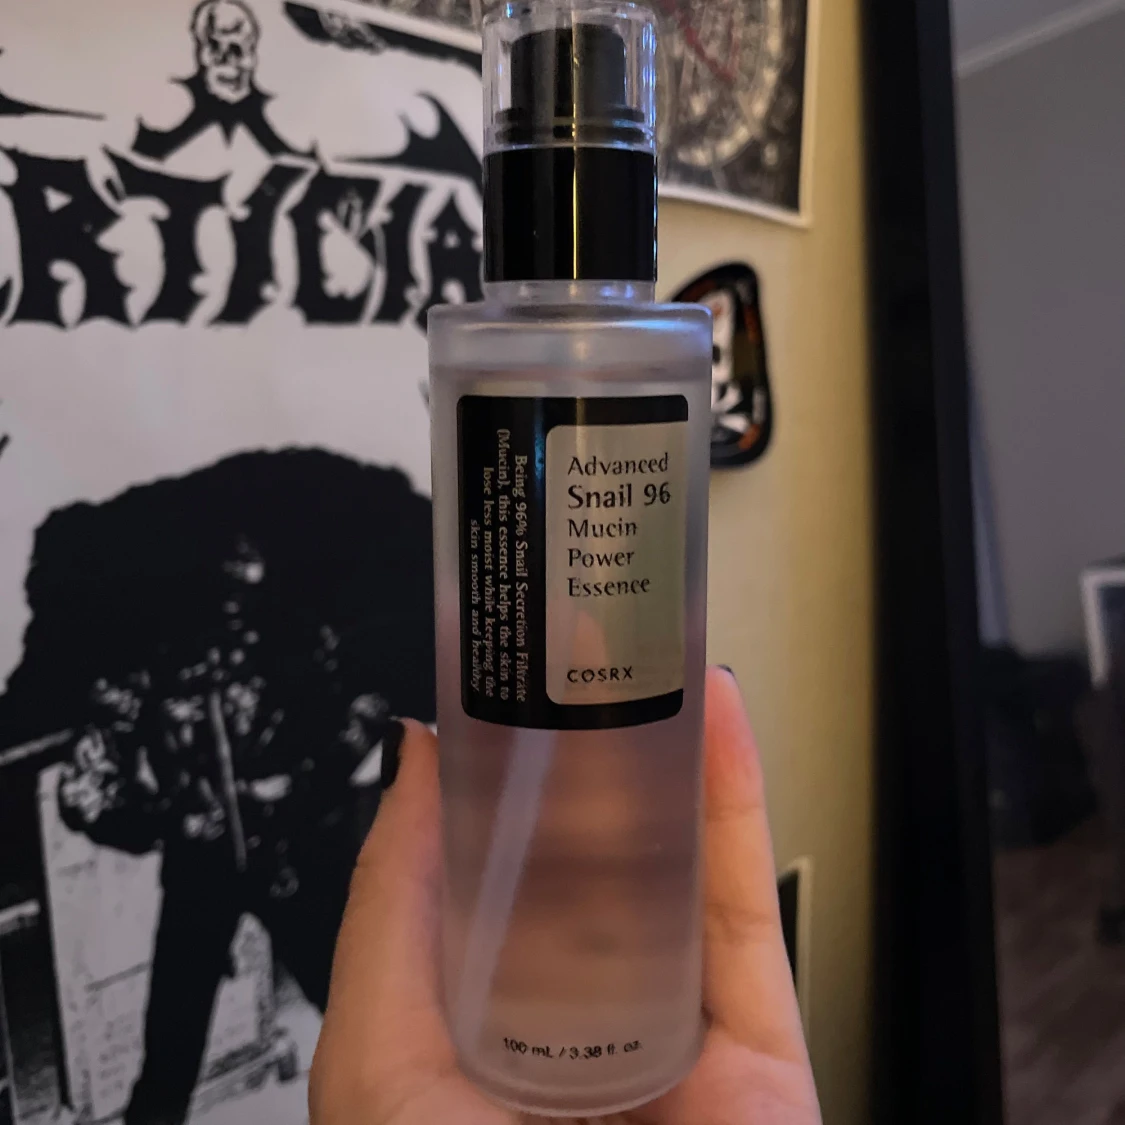 ERTICIA
Advanced
Snail 96
Mucin
Power
Essence
COSRX
Being 96% Snail Secretion Filtrate
(Mucin), this essence helps the skin to
lose less moist while keeping the
skin smooth and healthy.
100 mL / 3.38 fl. oz.